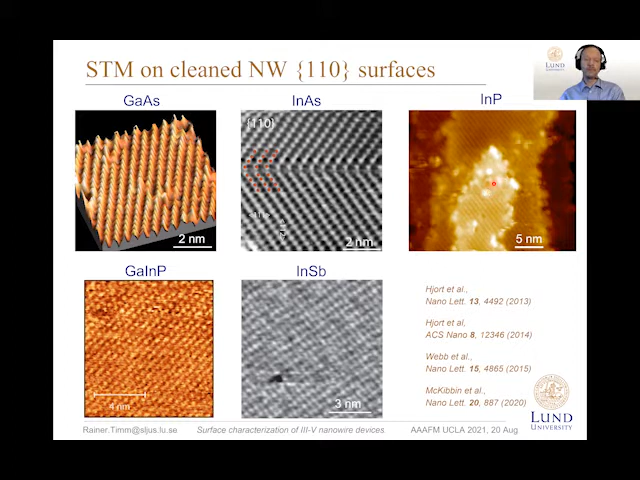 STM on cleaned NW {110} surfaces
LUND
UNIVERSITY
GaAs
InAs
InP
{110}
2 nm
2 nm
5 nm
GaInP
InSb
4 nm
3 nm
Hjort et al.,
Nano Lett. 13, 4492 (2013)
Hjort et al,
ACS Nano 8, 12346 (2014)
Webb et al.,
Nano Lett. 15, 4865 (2015)
McKibbin et al.,
Nano Lett. 20, 887 (2020)
LUND
UNIVERSITY
Rainer.Timm@sljus.lu.se
Surface characterization of III-V nanowire devices.
AAAFM UCLA 2021, 20 Aug